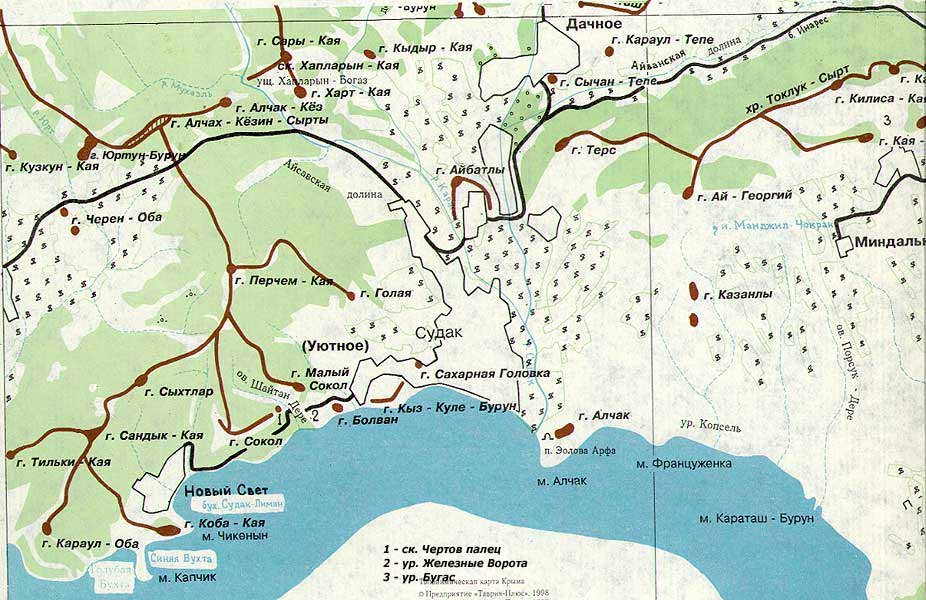 Бурун
Дачное
г. Сары - Кая
г. Кыдыр - Кая
г. Караул - Тепе
ск. Хапларын - Кая
Айванская долина
б. Инарес
ущ. Хапларын - Богаз
г. Сычан - Тепе
г. Харт - Кая
хр. Токлук - Сырт
г. Алчак - Кёз
г. Килиса - Кая
г. Алчах - Кёзин - Сырты
3
г. Кая -
г. Юртун-Бурун
г. Терс
г. Кузкун - Кая
Айсавская
долина
г. Айбатлы
г. Ай - Георгий
г. Черен - Оба
и. Манджил-Чокрак
Миндаль
г. Перчем - Кая
г. Голая
г. Казанлы
Судак
(Уютное)
ов. Порсук - Дере
г. Малый
Сокол
г. Сахарная Головка
г. Сыхтлар
ов. Шайтан Дере
1
2
г. Кыз - Куле - Бурун
г. Болван
г. Алчак
ур. Копсель
г. Сандык - Кая
г. Сокол
п. Эолова Арфа
г. Тильки - Кая
м. Француженка
м. Алчак
Новый Свет
бух. Судак-Лиман
м. Караташ - Бурун
г. Коба - Кая
м. Чикенын
г. Караул - Оба
Синяя Бухта
Голубая
Бухта
м. Капчик
1 - ск. Чертов палец
2 - ур. Железные Ворота
3 - ур. Бугас
карта Крыма
© Предприятие «Таврия-Плюс», 1998